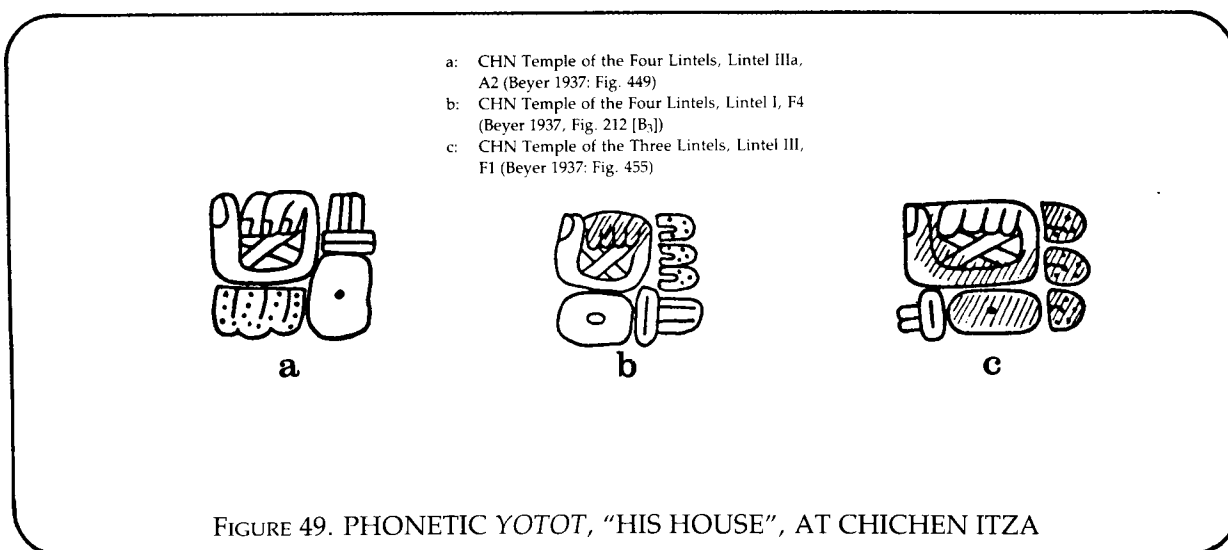 a: CHN Temple of the Four Lintels, Lintel IIIa,
A2 (Beyer 1937: Fig. 449)
b: CHN Temple of the Four Lintels, Lintel I, F4
(Beyer 1937, Fig. 212 [B₃])
c: CHN Temple of the Three Lintels, Lintel III,
F1 (Beyer 1937: Fig. 455)
a b c
FIGURE 49. PHONETIC YOTOT, “HIS HOUSE”, AT CHICHEN ITZA